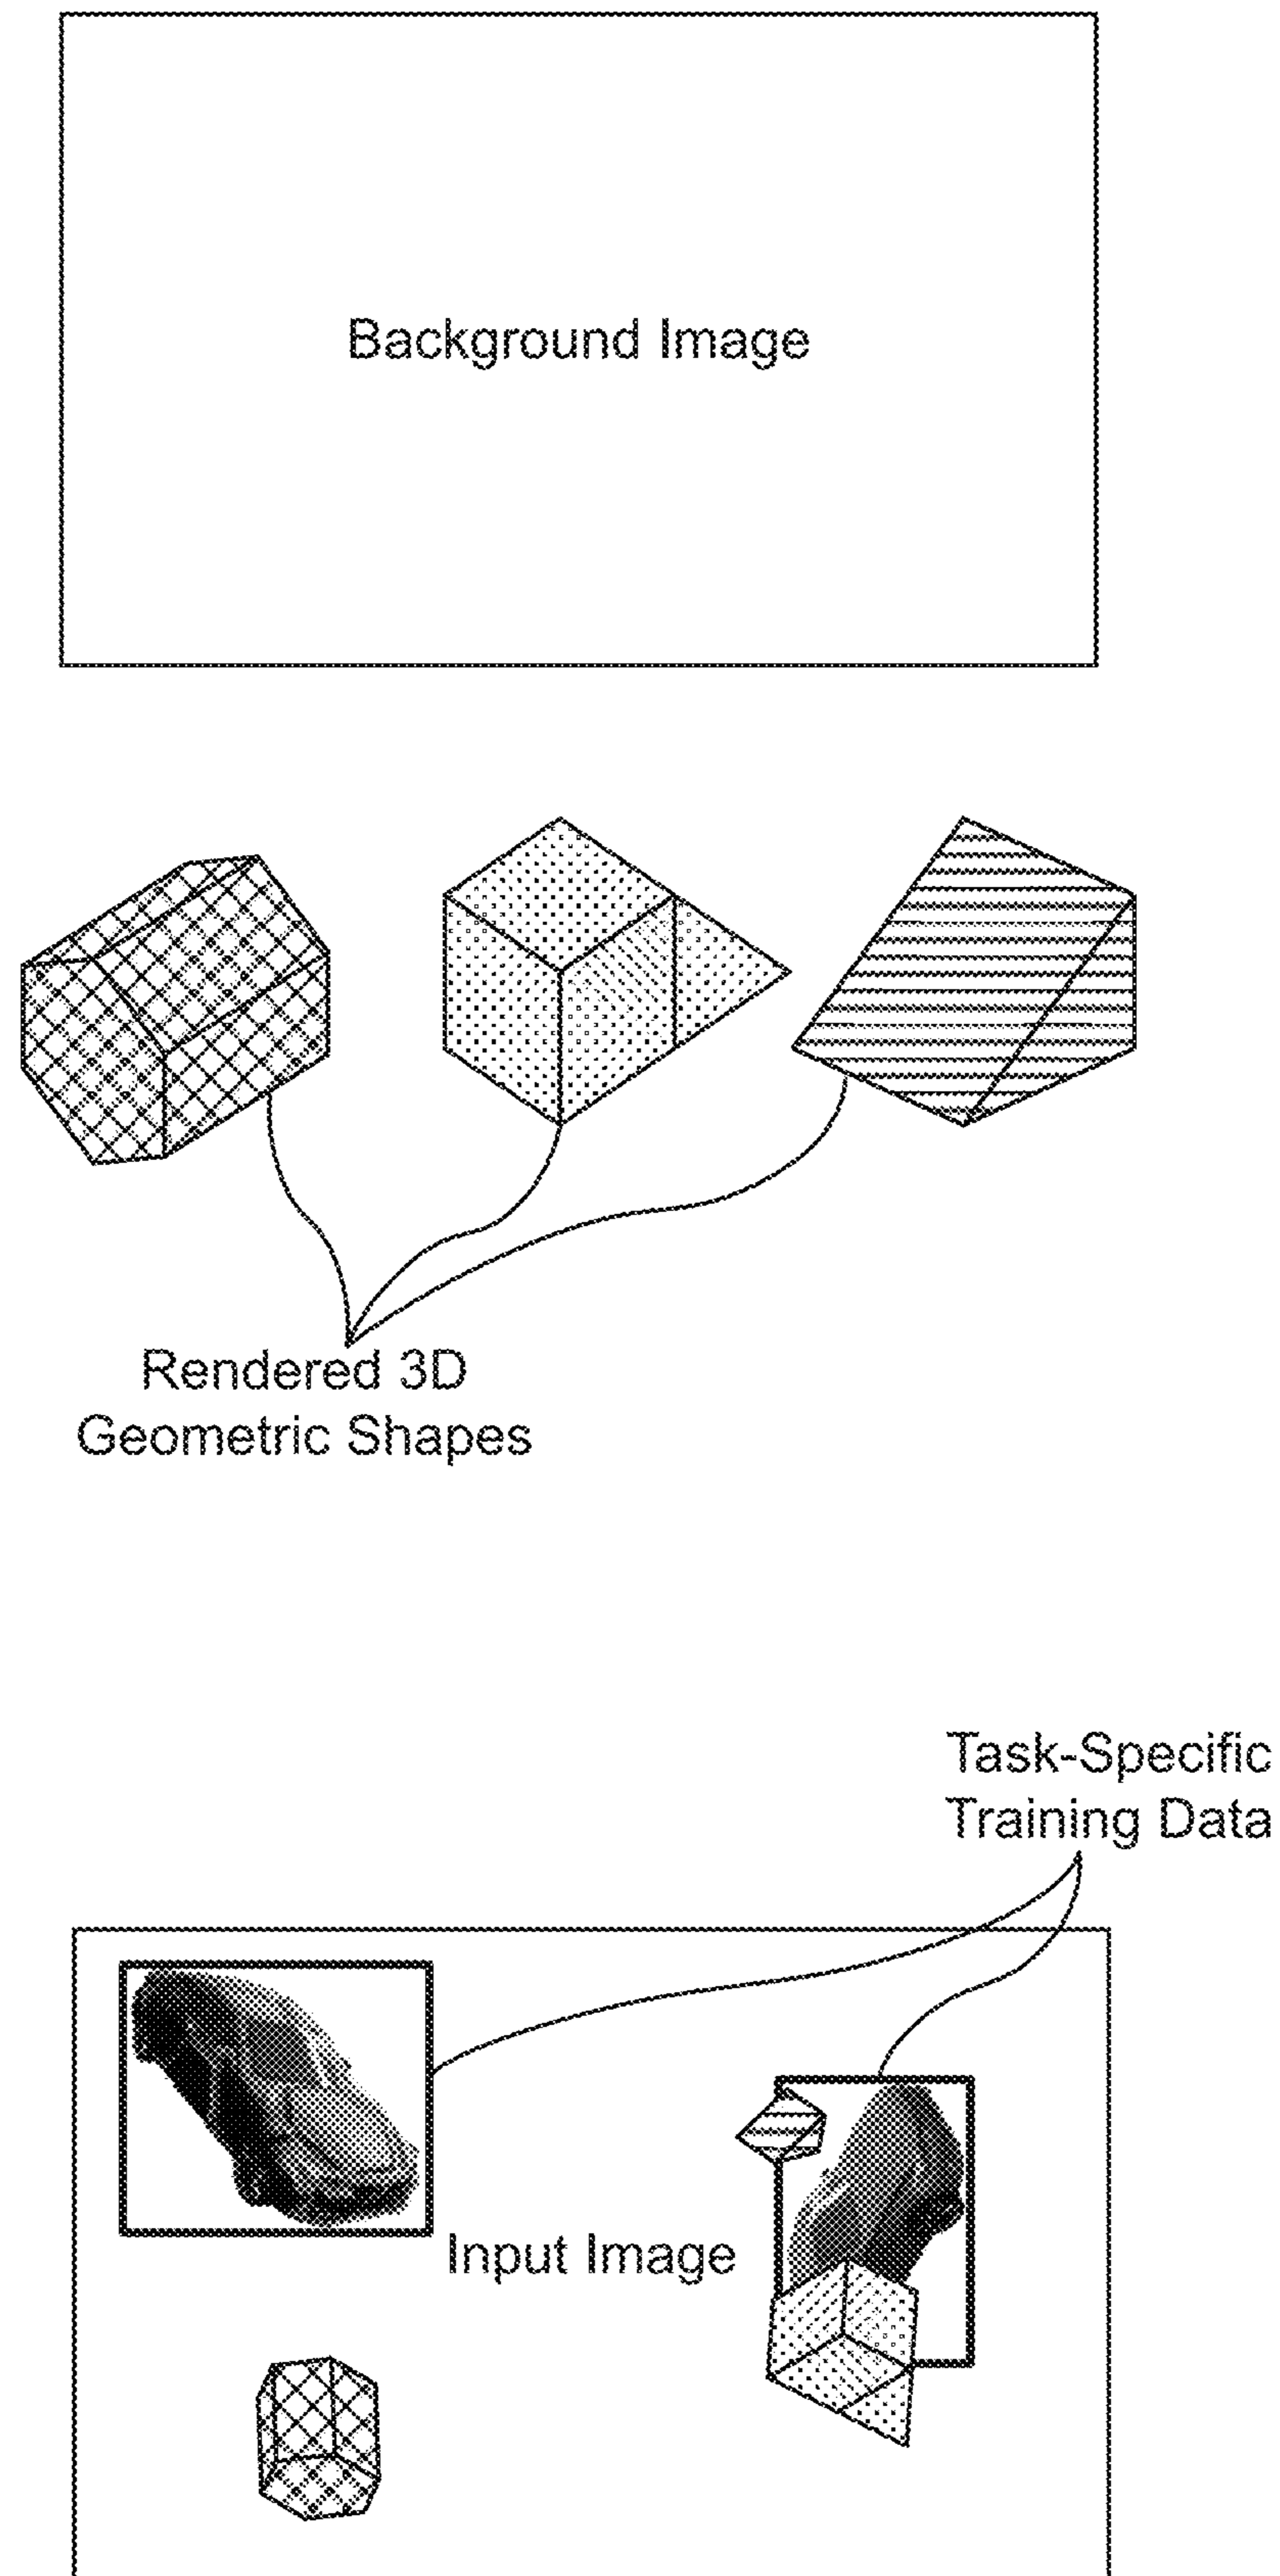 Background Image
Rendered 3D
Geometric Shapes
Task-Specific
Training Data
Input Image